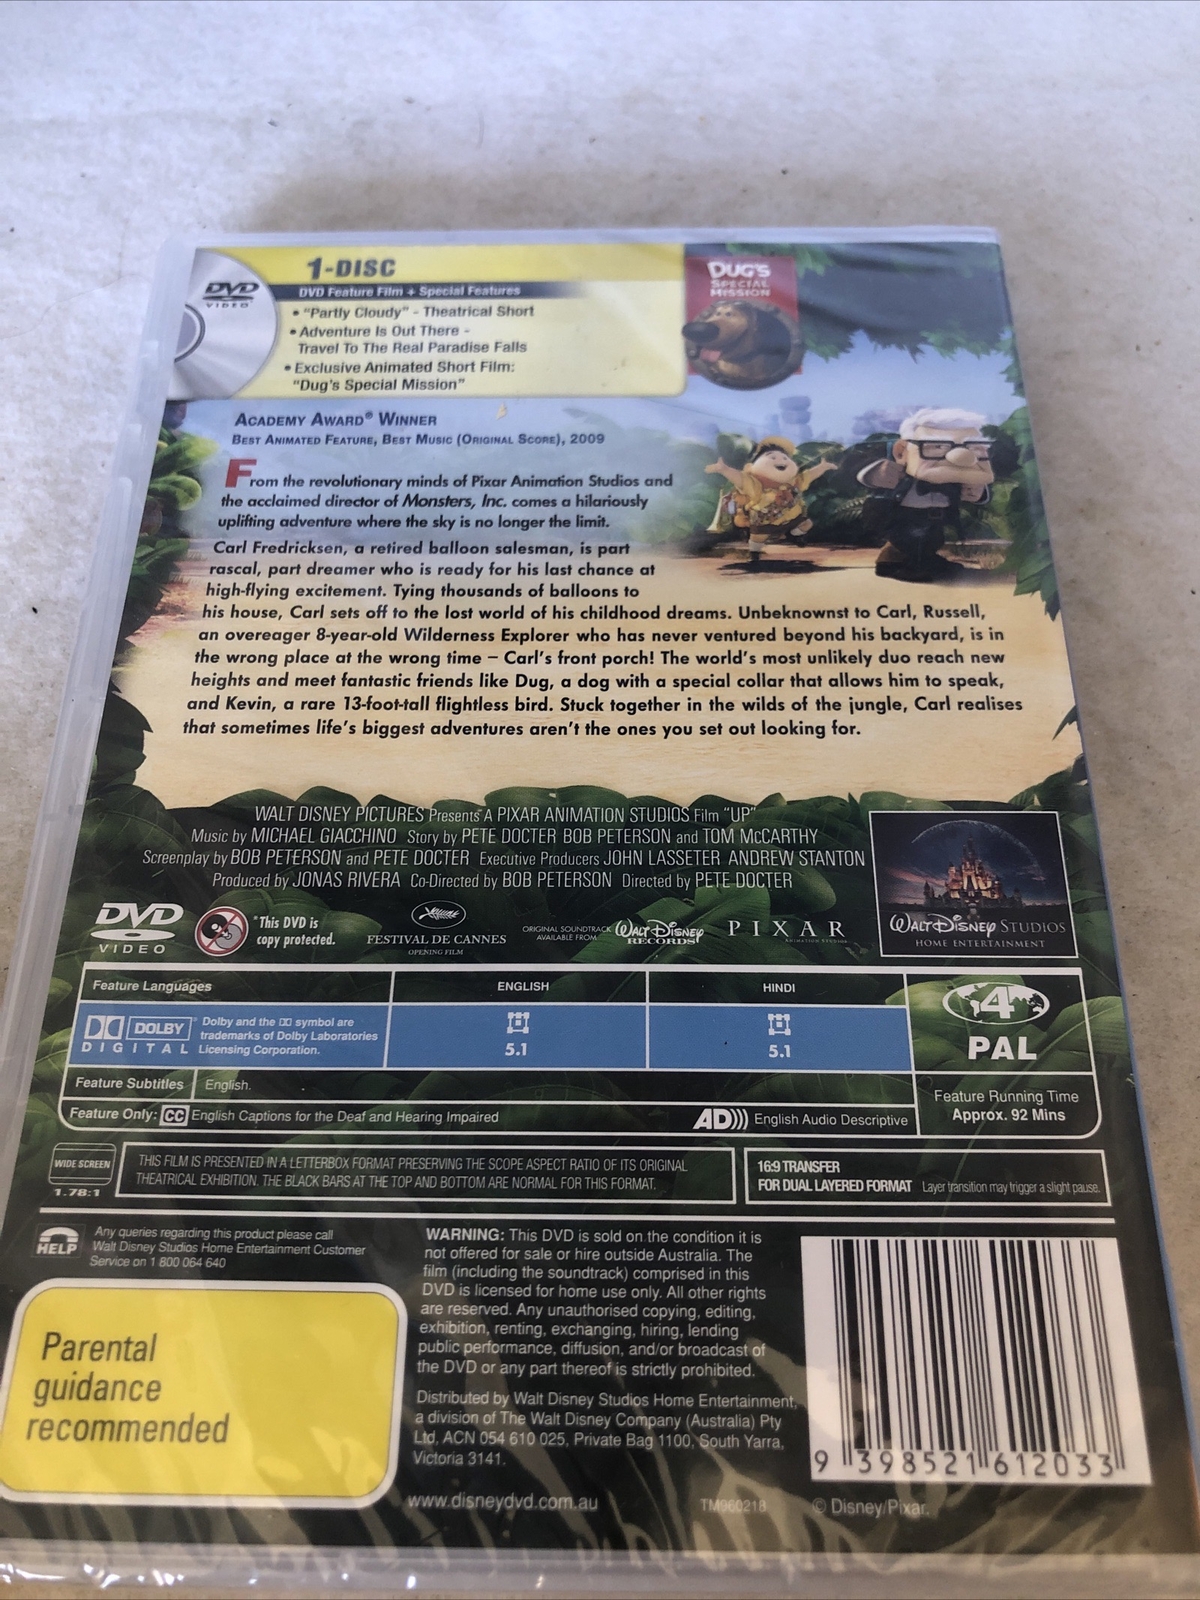 DVD
VIDEO
1-DISC
DVD Feature Film + Special Features
• "Partly Cloudy" - Theatrical Short
• Adventure Is Out There -
Travel To The Real Paradise Falls
• Exclusive Animated Short Film:
"Dug's Special Mission"
DUG'S
SPECIAL
MISSION
ACADEMY AWARD® WINNER
BEST ANIMATED FEATURE, BEST MUSIC (ORIGINAL SCORE), 2009
From the revolutionary minds of Pixar Animation Studios and
the acclaimed director of Monsters, Inc. comes a hilariously
uplifting adventure where the sky is no longer the limit.
Carl Fredricksen, a retired balloon salesman, is part
rascal, part dreamer who is ready for his last chance at
high-flying excitement. Tying thousands of balloons to
his house, Carl sets off to the lost world of his childhood dreams. Unbeknownst to Carl, Russell,
an overeager 8-year-old Wilderness Explorer who has never ventured beyond his backyard, is in
the wrong place at the wrong time – Carl's front porch! The world's most unlikely duo reach new
heights and meet fantastic friends like Dug, a dog with a special collar that allows him to speak,
and Kevin, a rare 13-foot-tall flightless bird. Stuck together in the wilds of the jungle, Carl realises
that sometimes life's biggest adventures aren't the ones you set out looking for.
WALT DISNEY PICTURES Presents A PIXAR ANIMATION STUDIOS Film "UP"
Music by MICHAEL GIACCHINO Story by PETE DOCTER BOB PETERSON and TOM McCARTHY
Screenplay by BOB PETERSON and PETE DOCTER Executive Producers JOHN LASSETER ANDREW STANTON
Produced by JONAS RIVERA Co-Directed by BOB PETERSON Directed by PETE DOCTER
DVD
VIDEO
"This DVD is
copy protected.
FESTIVAL DE CANNES
OPENING FILM
ORIGINAL SOUNDTRACK
AVAILABLE FROM
WALT DISNEY
RECORDS
PIXAR
ANIMATION STUDIOS
WALT DISNEY STUDIOS
HOME ENTERTAINMENT
Feature Languages
ENGLISH
HINDI
DOLBY
DIGITAL
Dolby and the DD symbol are
trademarks of Dolby Laboratories
Licensing Corporation.
5.1
5.1
4
PAL
Feature Subtitles
English.
Feature Only: CC English Captions for the Deaf and Hearing Impaired
AD))) English Audio Descriptive
Feature Running Time
Approx. 92 Mins
WIDE SCREEN
1.78:1
THIS FILM IS PRESENTED IN A LETTERBOX FORMAT PRESERVING THE SCOPE ASPECT RATIO OF ITS ORIGINAL
THEATRICAL EXHIBITION. THE BLACK BARS AT THE TOP AND BOTTOM ARE NORMAL FOR THIS FORMAT.
16:9 TRANSFER
FOR DUAL LAYERED FORMAT Layer transition may trigger a slight pause.
HELP
Any queries regarding this product please call
Walt Disney Studios Home Entertainment Customer
Service on 1 800 064 640
Parental
guidance
recommended
WARNING: This DVD is sold on the condition it is
not offered for sale or hire outside Australia. The
film (including the soundtrack) comprised in this
DVD is licensed for home use only. All other rights
are reserved. Any unauthorised copying, editing,
exhibition, renting, exchanging, hiring, lending
public performance, diffusion, and/or broadcast of
the DVD or any part thereof is strictly prohibited.
Distributed by Walt Disney Studios Home Entertainment,
a division of The Walt Disney Company (Australia) Pty
Ltd, ACN 054 610 025, Private Bag 1100, South Yarra,
Victoria 3141.
www.disneydvd.com.au
TM960218
© Disney/Pixar.
9 398521 612033